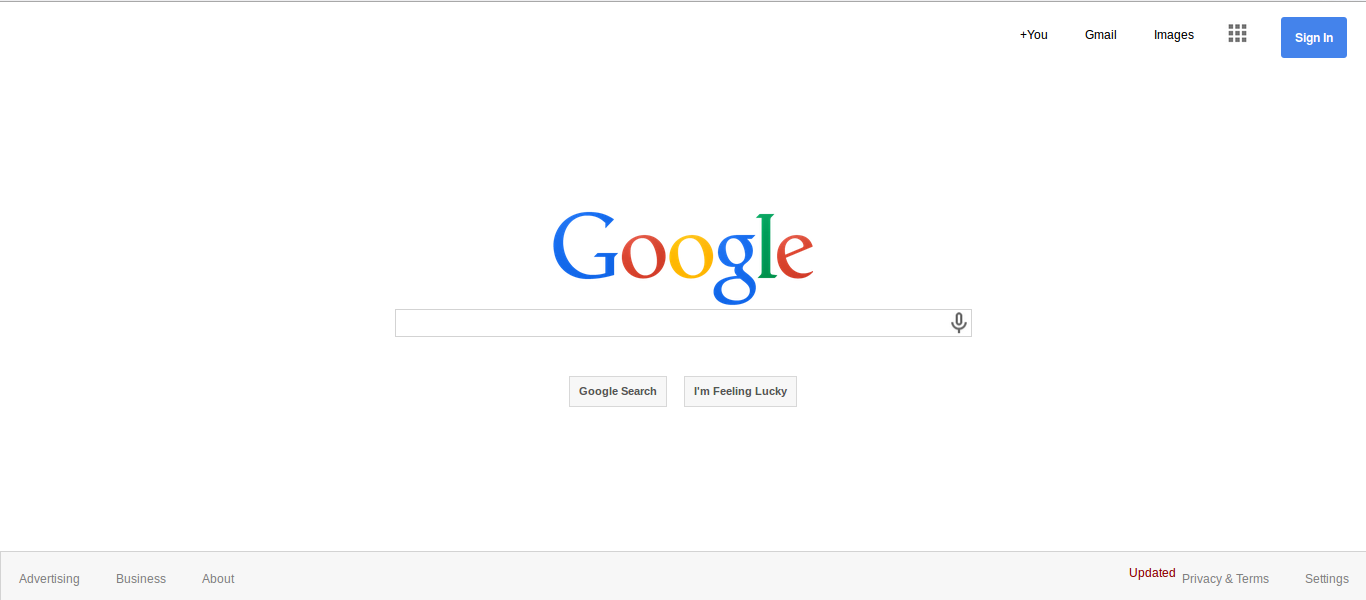 +You Gmail Images Sign In
Google
Google Search I'm Feeling Lucky
Advertising Business About Updated Privacy & Terms Settings